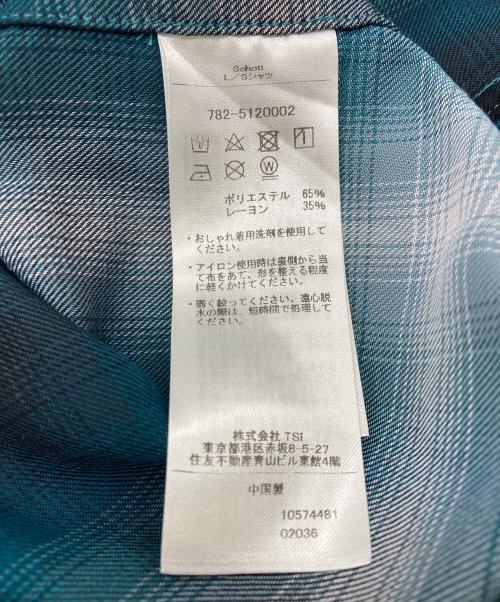 Schott
L／Sシャツ
782-5120002
W
ポリエステル 65%
レーヨン 35%
・おしゃれ着用洗剤を使用して
ください。
・アイロン使用時は裏側から当
て布をあて、形を整える程度
に軽くかけてください。
・弱く絞ってください。遠心脱
水の際は、短時間で処理して
ください。
株式会社 TSI
東京都港区赤坂8-5-27
住友不動産青山ビル東館4階
中国製
10574481
02036